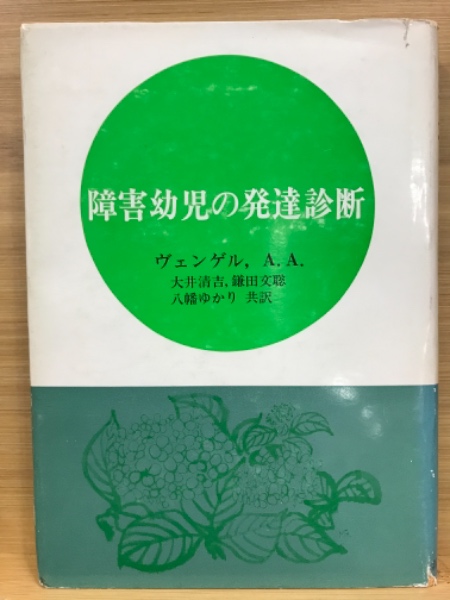 障害幼児の発達診断
ヴェンゲル, A.A.
大井清吉, 鎌田文聡
八幡ゆかり 共訳